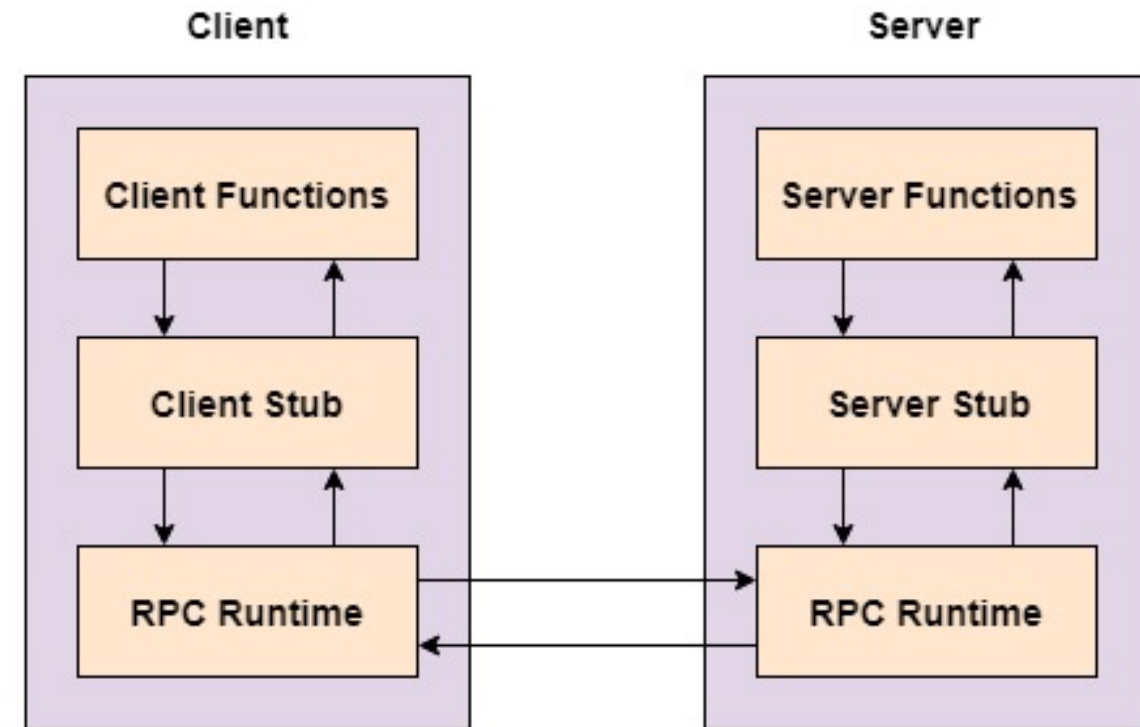 Client
Server
Client Functions
Server Functions
Client Stub
Server Stub
RPC Runtime
RPC Runtime